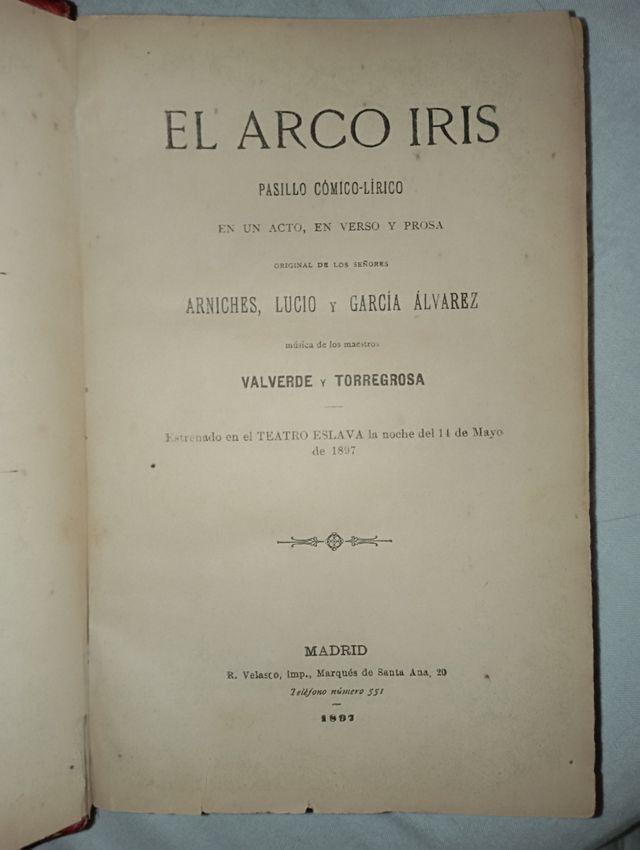 EL ARCO IRIS
PASILLO CÓMICO-LÍRICO
EN UN ACTO, EN VERSO Y PROSA
ORIGINAL DE LOS SEÑORES
ARNICHES, LUCIO Y GARCÍA ÁLVAREZ
música de los maestros
VALVERDE Y TORREGROSA
Estrenado en el TEATRO ESLAVA la noche del 14 de Mayo
de 1897
MADRID
R. Velasco, imp., Marqués de Santa Ana, 20
Teléfono número 551
1897